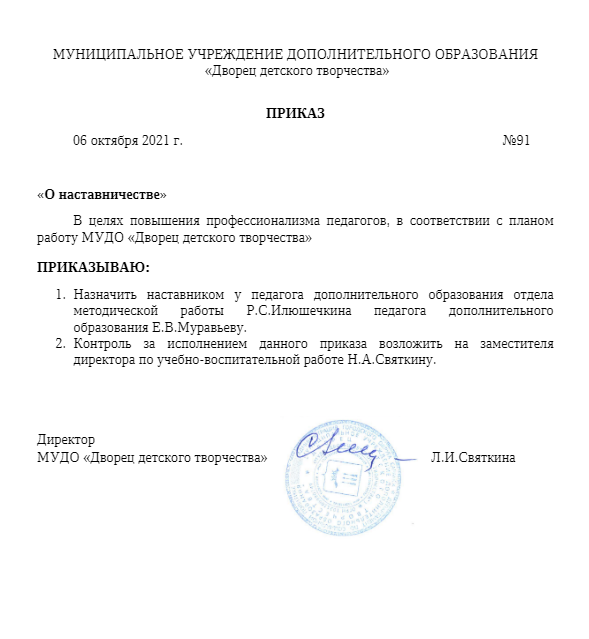 МУНИЦИПАЛЬНОЕ УЧРЕЖДЕНИЕ ДОПОЛНИТЕЛЬНОГО ОБРАЗОВАНИЯ
«Дворец детского творчества»
ПРИКАЗ
06 октября 2021 г. №91
«О наставничестве»
В целях повышения профессионализма педагогов, в соответствии с планом
работу МУДО «Дворец детского творчества»
ПРИКАЗЫВАЮ:
1. Назначить наставником у педагога дополнительного образования отдела
методической работы Р.С.Илюшечкина педагога дополнительного
образования Е.В.Муравьеву.
2. Контроль за исполнением данного приказа возложить на заместителя
директора по учебно-воспитательной работе Н.А.Святкину.
Директор
МУДО «Дворец детского творчества» Л.И.Святкина